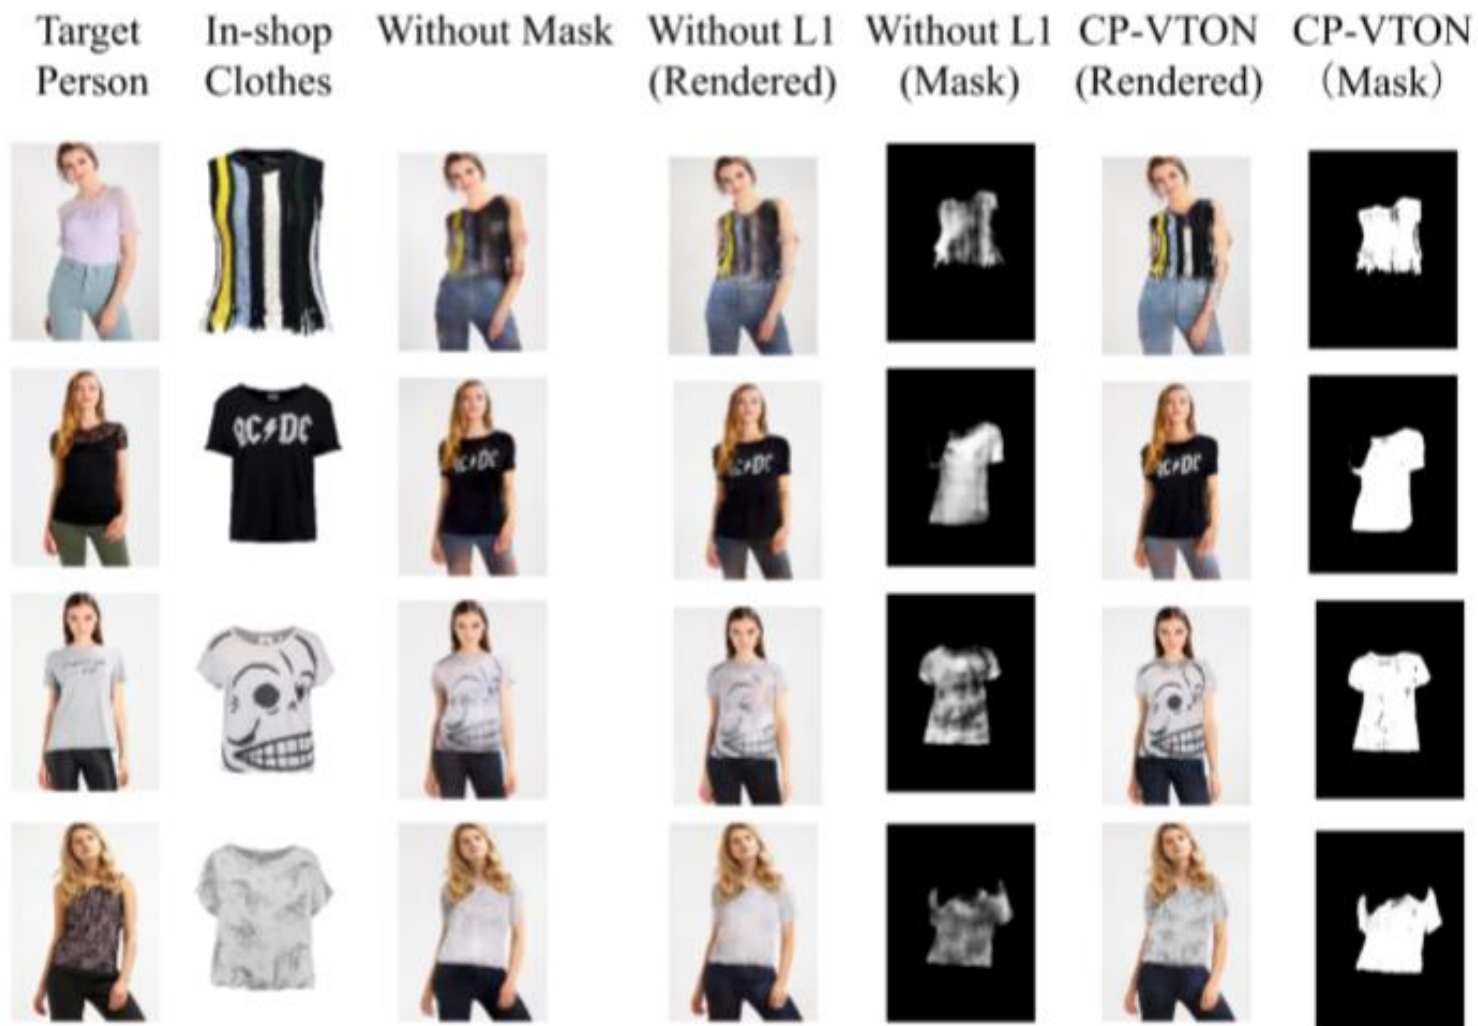 Target Person
In-shop Clothes
Without Mask
Without L1 (Rendered)
Without L1 (Mask)
CP-VTON (Rendered)
CP-VTON (Mask)
AC⚡DC